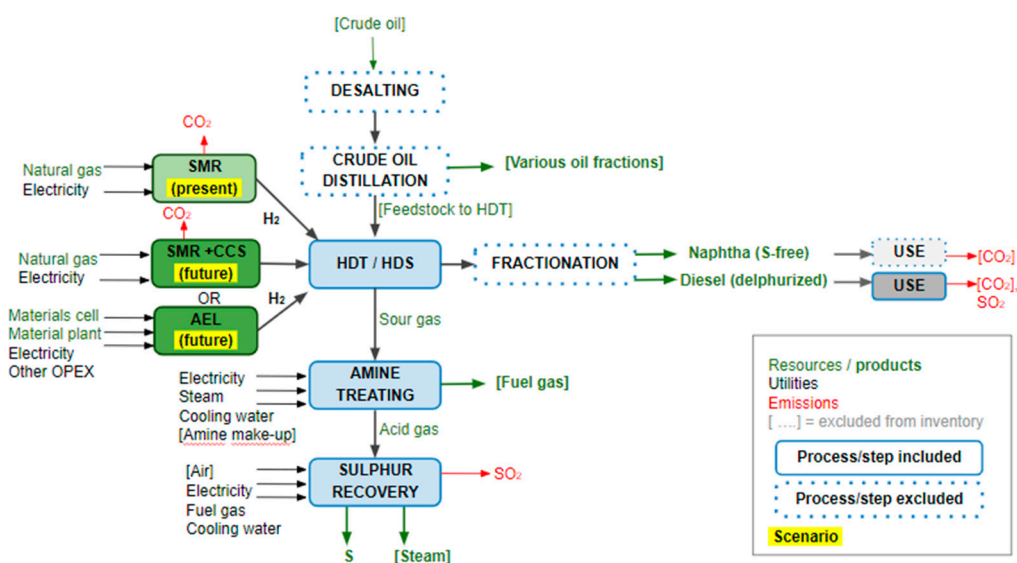 [Crude oil]
DESALTING
CO₂
Natural gas
Electricity
SMR
(present)
CRUDE OIL
DISTILLATION
[Various oil fractions]
H₂
[Feedstock to HDT]
CO₂
Natural gas
Electricity
SMR +CCS
(future)
HDT / HDS
FRACTIONATION
Naphtha (S-free)
USE
[CO₂]
Diesel (delphurized)
USE
[CO₂],
SO₂
OR
H₂
Materials cell
Material plant
Electricity
Other OPEX
AEL
(future)
Sour gas
Electricity
Steam
Cooling water
[Amine make-up]
AMINE
TREATING
[Fuel gas]
Acid gas
[Air]
Electricity
Fuel gas
Cooling water
SULPHUR
RECOVERY
SO₂
S
[Steam]
Resources / products
Utilities
Emissions
[ ....] = excluded from inventory
Process/step included
Process/step excluded
Scenario